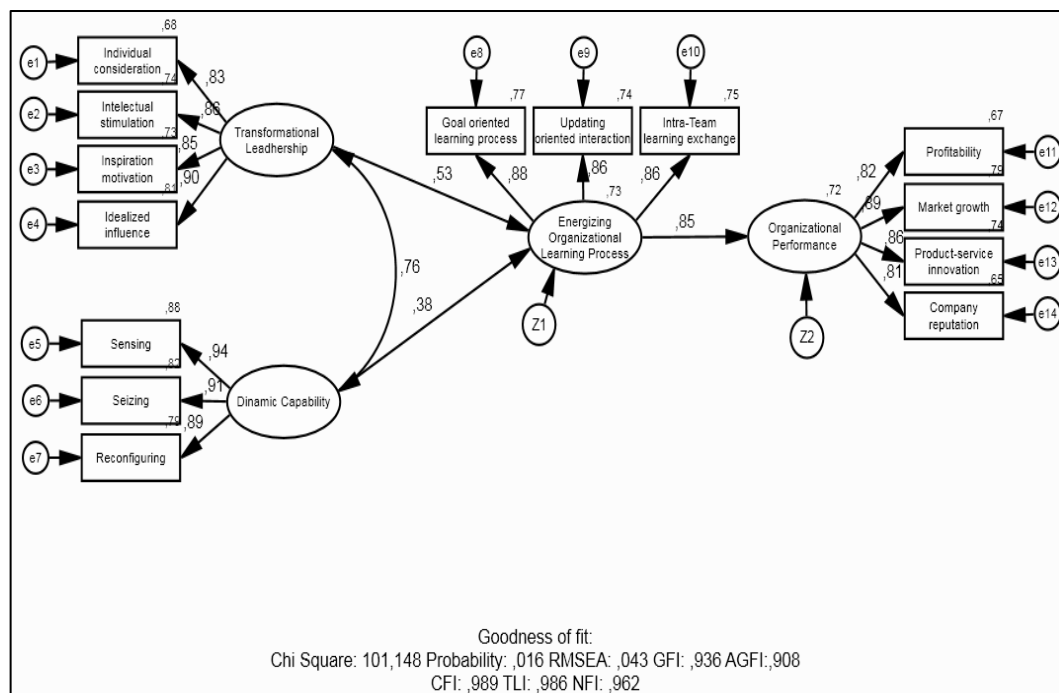 ,68
e1
Individual
consideration
,83
,74
e2
Intelectual
stimulation
,86
,73
e3
Inspiration
motivation
,85
,81
e4
Idealized
influence
,90
Transformational
Leadhership
e8
e9
e10
,77
Goal oriented
learning process
,74
Updating
oriented interaction
,75
Intra-Team
learning exchange
,53
,88
,86
,86
,73
Energizing
Organizational
Learning Process
Z1
,85
,72
Organizational
Performance
Z2
,67
Profitability
e11
,82
,79
Market growth
e12
,89
,74
Product-service
innovation
e13
,86
,65
Company
reputation
e14
,81
,76
,38
,88
e5
Sensing
,94
,82
e6
Seizing
,91
,79
e7
Reconfiguring
,89
Dinamic Capability
Goodness of fit:
Chi Square: 101,148 Probability: ,016 RMSEA: ,043 GFI: ,936 AGFI:,908
CFI: ,989 TLI: ,986 NFI: ,962